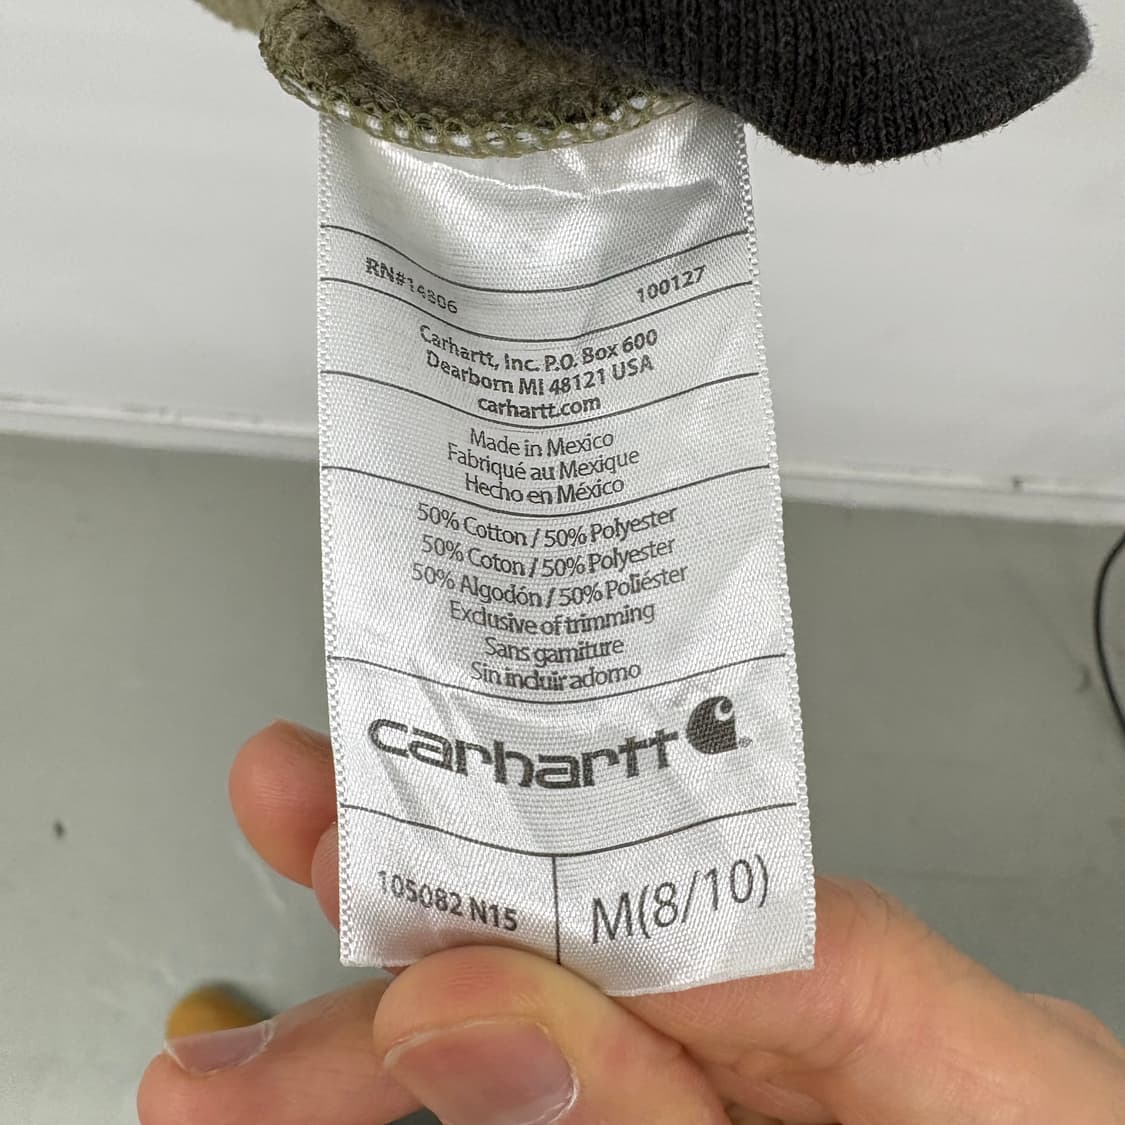 RN#14806
100127
Carhartt, Inc. P.O. Box 600
Dearborn MI 48121 USA
carhartt.com
Made in Mexico
Fabriqué au Mexique
Hecho en México
50% Cotton / 50% Polyester
50% Coton / 50% Polyester
50% Algodón / 50% Poliéster
Exclusive of trimming
Sans garniture
Sin incluir adorno
carhartt®
105082 N15
M(8/10)